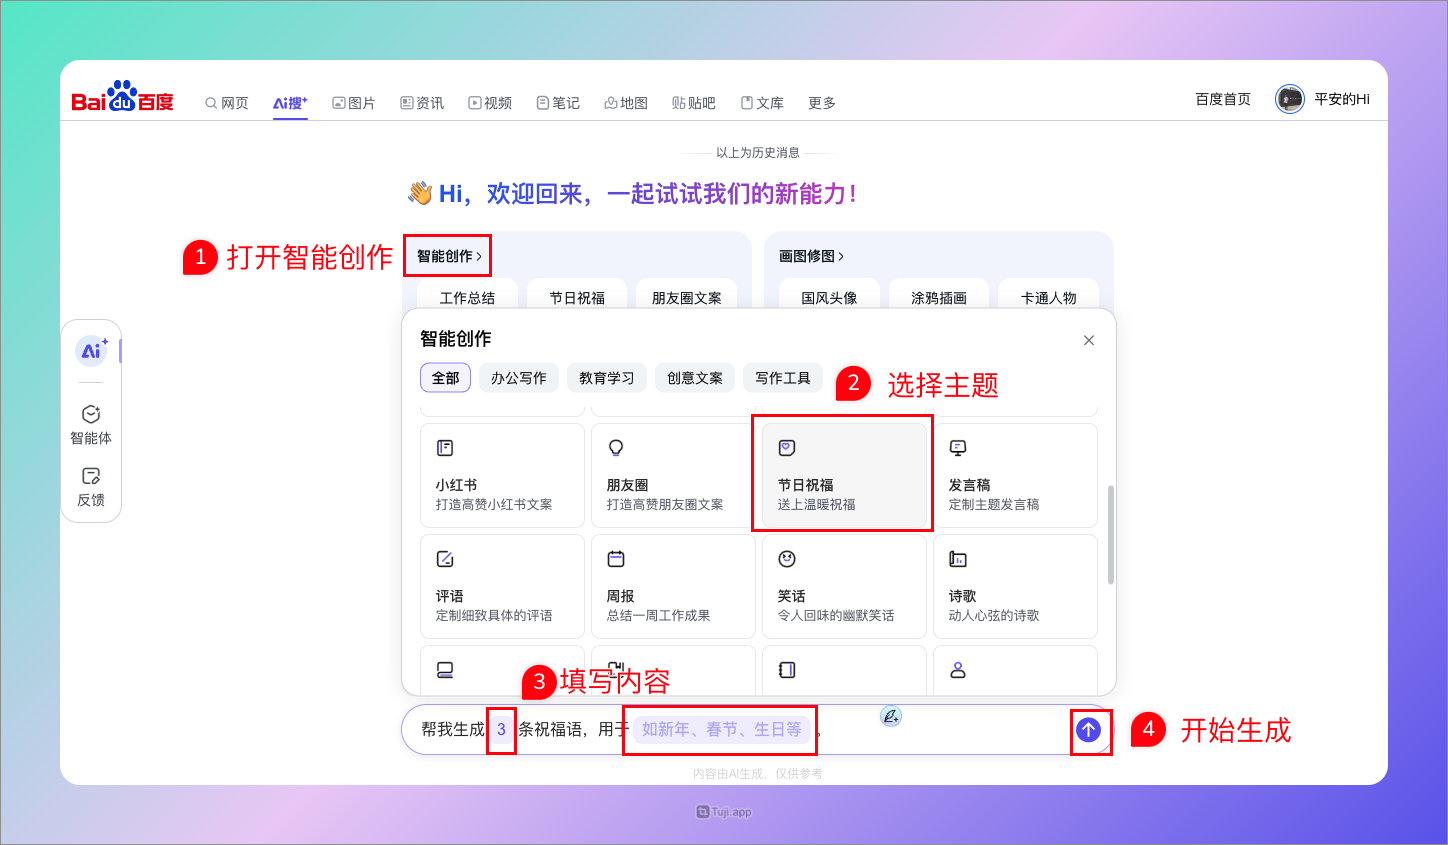 Bai du 百度
网页 Ai搜 图片 资讯 视频 笔记 地图 贴吧 文库 更多
百度首页 平安的Hi
以上为历史消息
👋 Hi，欢迎回来，一起试试我们的新能力！
1 打开智能创作
智能创作 >
画图修图 >
工作总结 节日祝福 朋友圈文案
国风头像 涂鸦插画 卡通人物
Ai
智能体
反馈
智能创作
全部 办公写作 教育学习 创意文案 写作工具
2 选择主题
小红书
打造高赞小红书文案
朋友圈
打造高赞朋友圈文案
节日祝福
送上温暖祝福
发言稿
定制主题发言稿
评语
定制细致具体的评语
周报
总结一周工作成果
笑话
令人回味的幽默笑话
诗歌
动人心弦的诗歌
3 填写内容
帮我生成 3 条祝福语，用于 如新年、春节、生日等 。
4 开始生成
内容由AI生成，仅供参考
Tuji.app